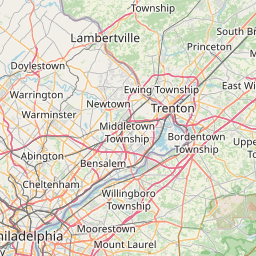 Township
South Br
Lambertville
Princeton
Doylestown
Ewing Township
East Wi
Warrington
Newtown
Trenton
Warminster
Middletown
Township
Bordentown
Township
Uppe
T
Abington
Bensalem
Cheltenham
Willingboro
Township
hiladelphia
Moorestown
Mount Laurel